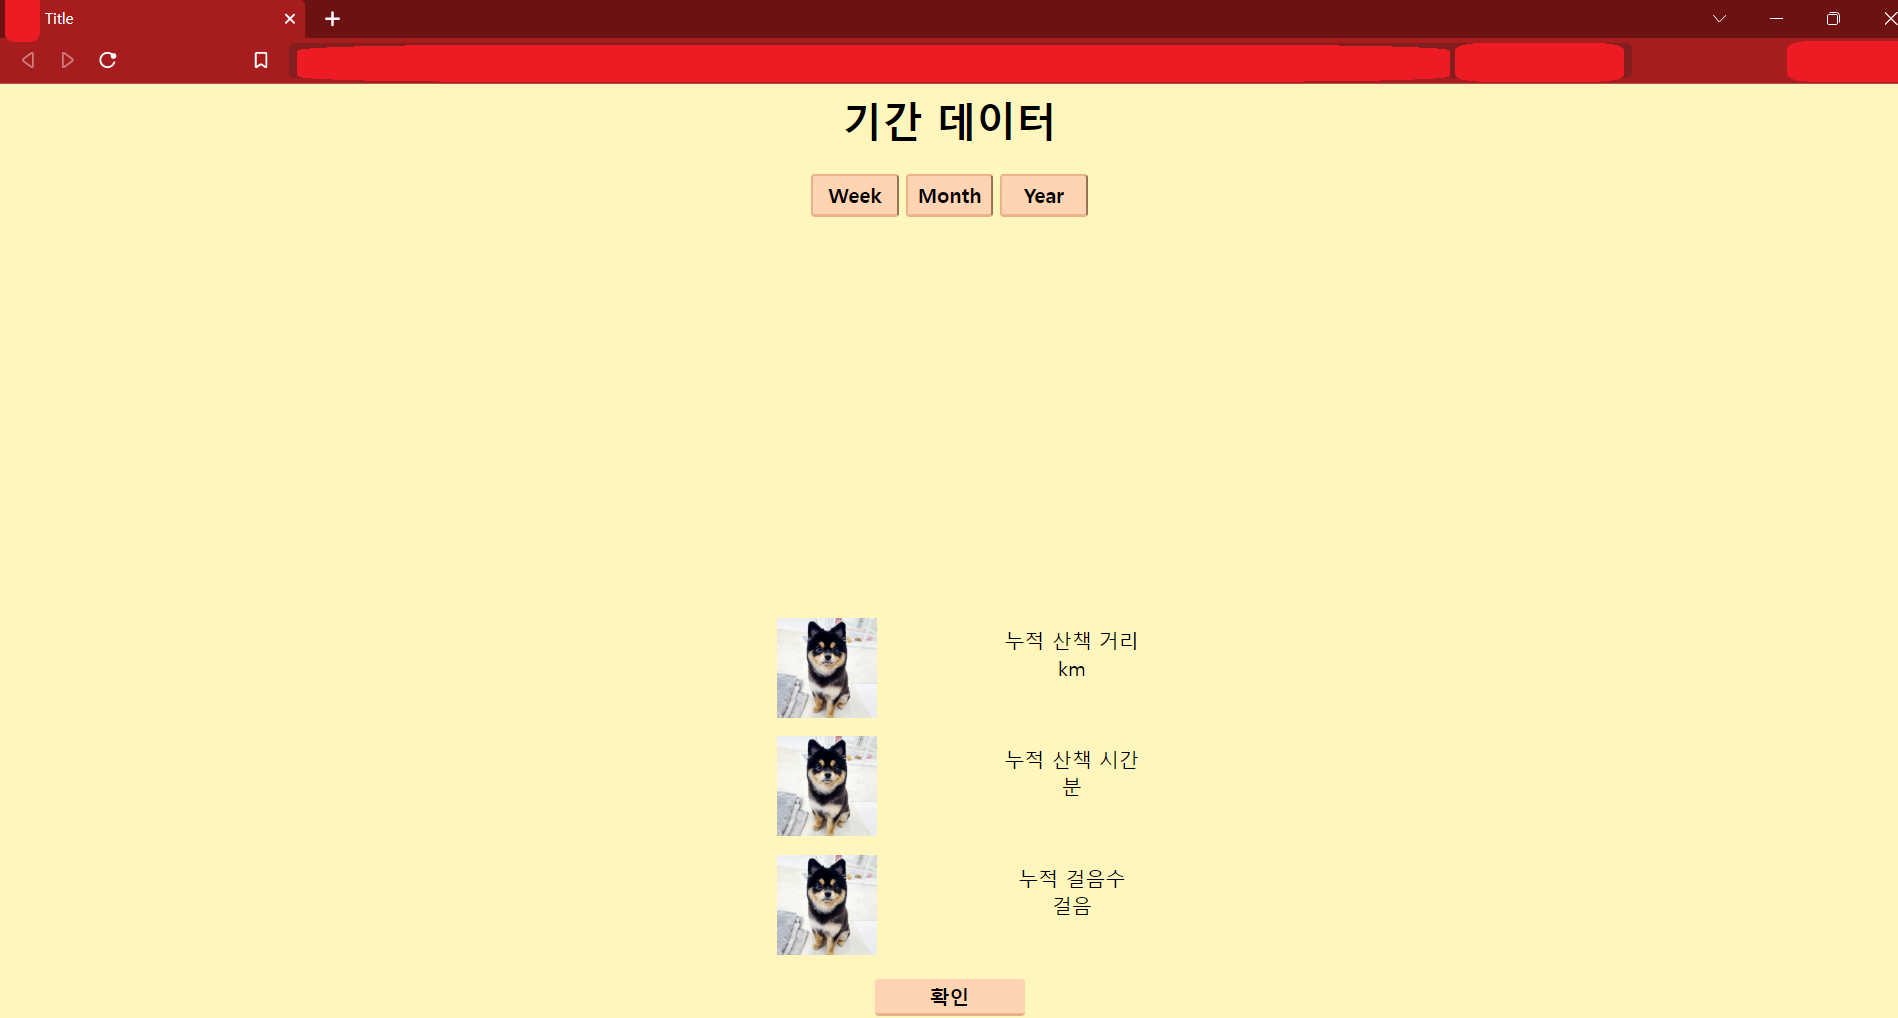 Title
기간 데이터
Week Month Year
누적 산책 거리
km
누적 산책 시간
분
누적 걸음수
걸음
확인